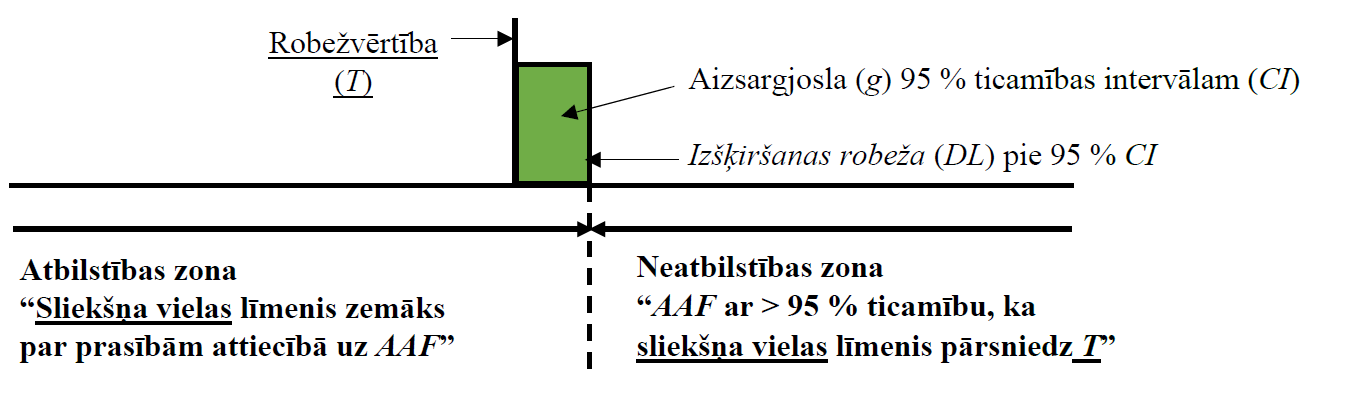 Robežvērtība
(T)
Aizsargjosla (g) 95 % ticamības intervālam (CI)
Izšķiršanas robeža (DL) pie 95 % CI
Atbilstības zona
“Sliekšņa vielas līmenis zemāks
par prasībām attiecībā uz AAF”
Neatbilstības zona
“AAF ar > 95 % ticamību, ka
sliekšņa vielas līmenis pārsniedz T”